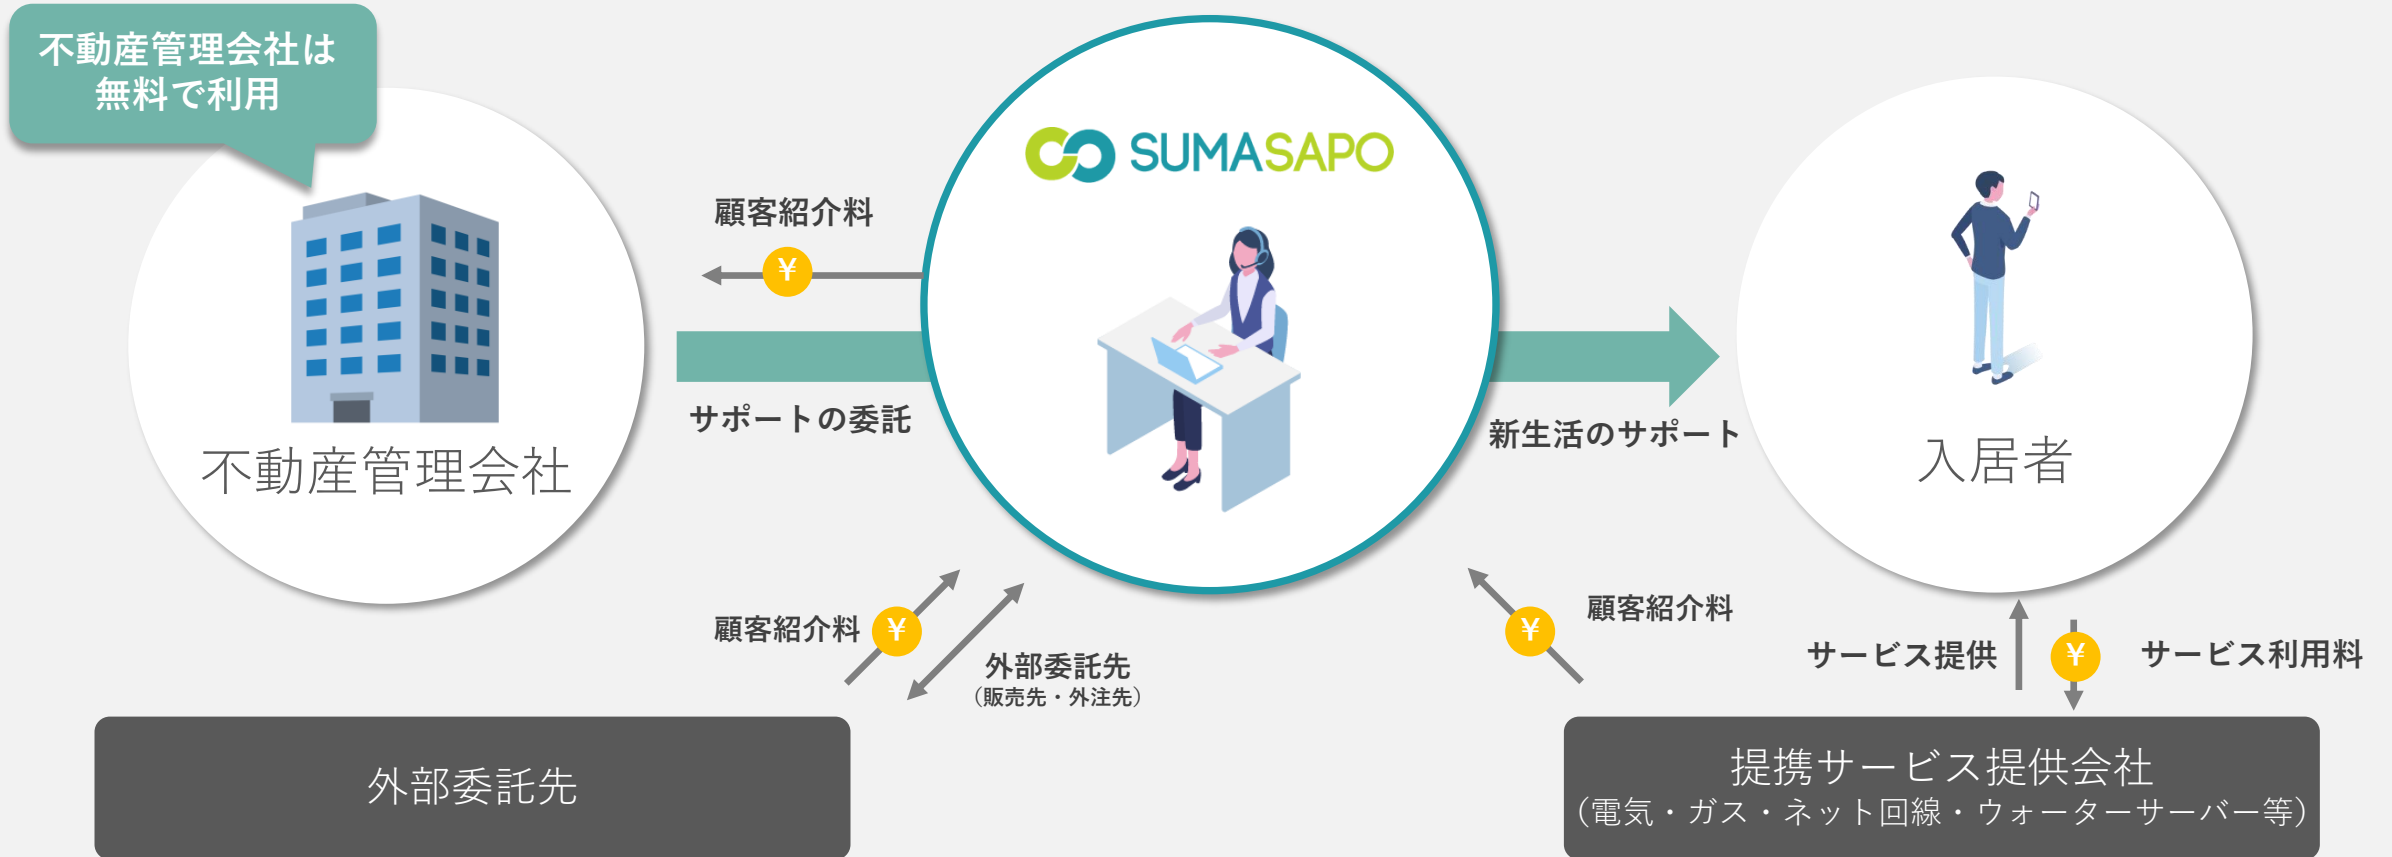 不動産管理会社は
無料で利用
不動産管理会社
顧客紹介料
¥
サポートの委託
SUMASAPO
新生活のサポート
入居者
顧客紹介料
¥
外部委託先
(販売先・外注先)
¥
顧客紹介料
サービス提供
¥
サービス利用料
外部委託先
提携サービス提供会社
(電気・ガス・ネット回線・ウォーターサーバー等)